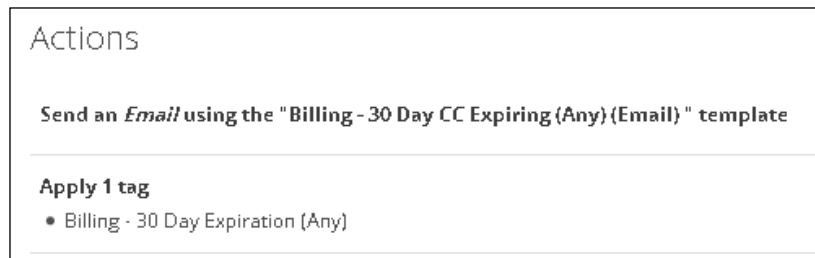 Actions
Send an Email using the "Billing - 30 Day CC Expiring (Any) (Email) " template
Apply 1 tag
• Billing - 30 Day Expiration (Any)